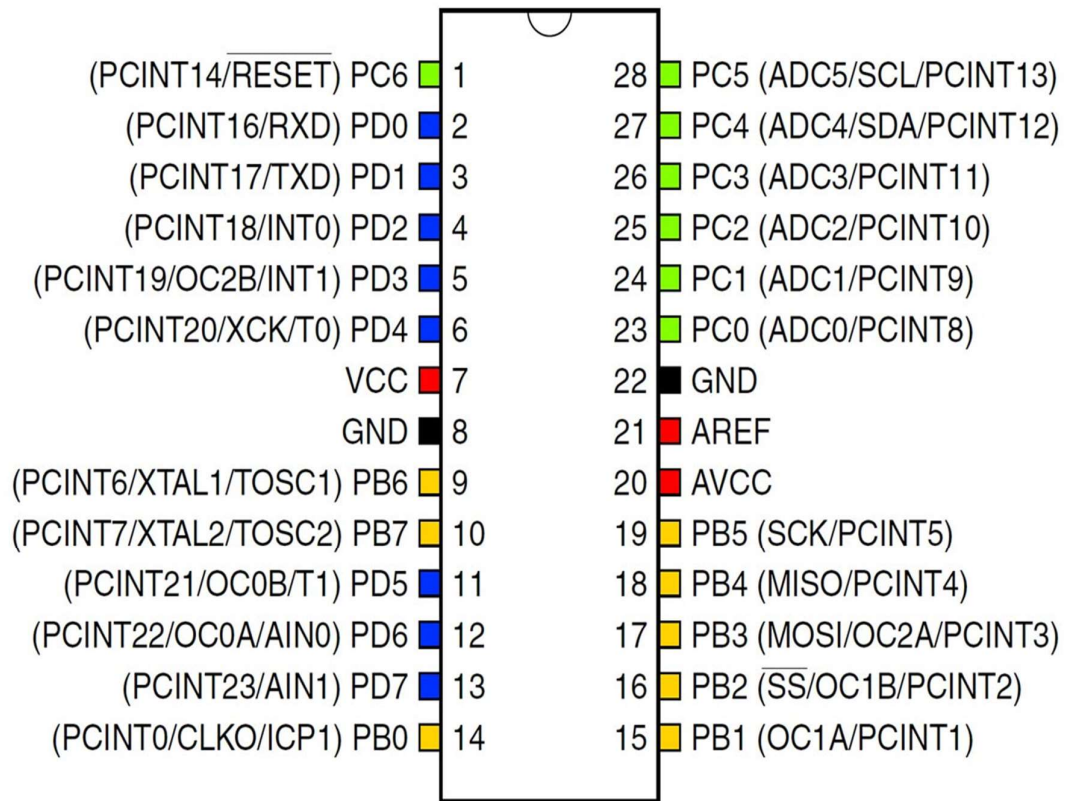 (PCINT14/RESET) PC6 1 28 PC5 (ADC5/SCL/PCINT13)
(PCINT16/RXD) PD0 2 27 PC4 (ADC4/SDA/PCINT12)
(PCINT17/TXD) PD1 3 26 PC3 (ADC3/PCINT11)
(PCINT18/INT0) PD2 4 25 PC2 (ADC2/PCINT10)
(PCINT19/OC2B/INT1) PD3 5 24 PC1 (ADC1/PCINT9)
(PCINT20/XCK/T0) PD4 6 23 PC0 (ADC0/PCINT8)
VCC 7 22 GND
GND 8 21 AREF
(PCINT6/XTAL1/TOSC1) PB6 9 20 AVCC
(PCINT7/XTAL2/TOSC2) PB7 10 19 PB5 (SCK/PCINT5)
(PCINT21/OC0B/T1) PD5 11 18 PB4 (MISO/PCINT4)
(PCINT22/OC0A/AIN0) PD6 12 17 PB3 (MOSI/OC2A/PCINT3)
(PCINT23/AIN1) PD7 13 16 PB2 (SS/OC1B/PCINT2)
(PCINT0/CLKO/ICP1) PB0 14 15 PB1 (OC1A/PCINT1)